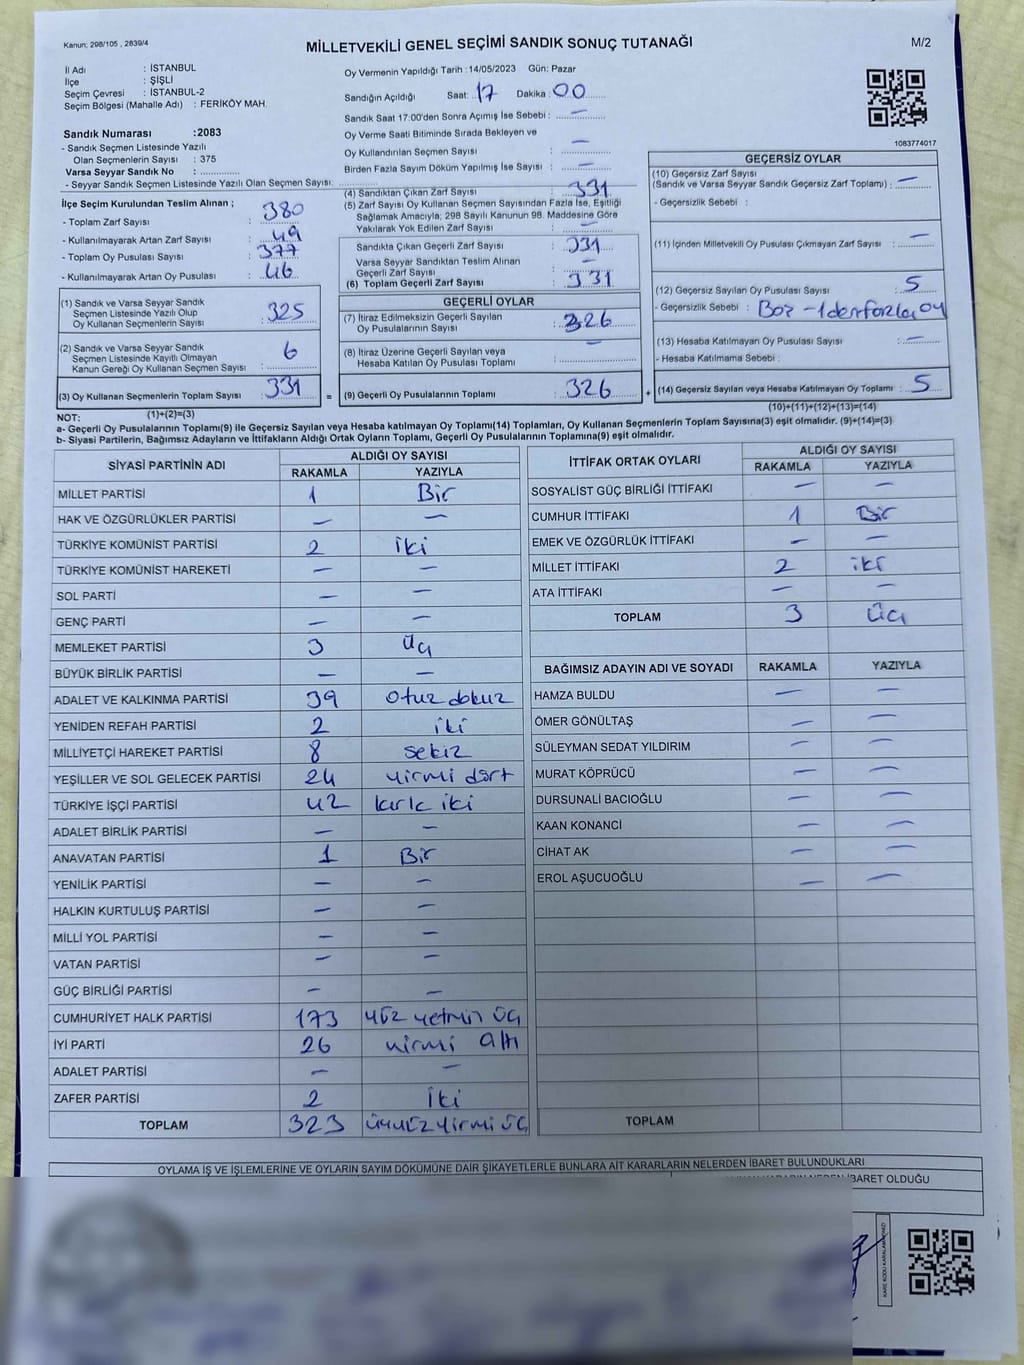 Kanun; 298/105 , 2839/4
MİLLETVEKİLİ GENEL SEÇİMİ SANDIK SONUÇ TUTANAĞI
M/2
İl Adı : İSTANBUL
İlçe : ŞİŞLİ
Seçim Çevresi : İSTANBUL-2
Seçim Bölgesi (Mahalle Adı) : FERİKÖY MAH.
Sandık Numarası :2083
- Sandık Seçmen Listesinde Yazılı
Olan Seçmenlerin Sayısı : 375
Varsa Seyyar Sandık No :
- Seyyar Sandık Seçmen Listesinde Yazılı Olan Seçmen Sayısı:
Oy Vermenin Yapıldığı Tarih :14/05/2023 Gün: Pazar
Sandığın Açıldığı Saat: 17 Dakika : 00
Sandık Saat 17:00'den Sonra Açımış İse Sebebi : —
Oy Verme Saati Bitiminde Sırada Bekleyen ve
Oy Kullandırılan Seçmen Sayısı : —
Birden Fazla Sayım Döküm Yapılmış İse Sayısı : —
1083774017
İlçe Seçim Kurulundan Teslim Alınan ;
- Toplam Zarf Sayısı : 380
- Kullanılmayarak Artan Zarf Sayısı : 49
- Toplam Oy Pusulası Sayısı : 377
- Kullanılmayarak Artan Oy Pusulası : 46
(1) Sandık ve Varsa Seyyar Sandık
Seçmen Listesinde Yazılı Olup
Oy Kullanan Seçmenlerin Sayısı : 325
(2) Sandık ve Varsa Seyyar Sandık
Seçmen Listesinde Kayıtlı Olmayan
Kanun Gereği Oy Kullanan Seçmen Sayısı : 6
(3) Oy Kullanan Seçmenlerin Toplam Sayısı : 331
(1)+(2)=(3)
(4) Sandıktan Çıkan Zarf Sayısı : 331
(5) Zarf Sayısı Oy Kullanan Seçmen Sayısından Fazla İse, Eşitliği
Sağlamak Amacıyla; 298 Sayılı Kanunun 98. Maddesine Göre
Yakılarak Yok Edilen Zarf Sayısı : —
Sandıkta Çıkan Geçerli Zarf Sayısı : 331
Varsa Seyyar Sandıktan Teslim Alınan
Geçerli Zarf Sayısı : —
(6) Toplam Geçerli Zarf Sayısı : 331
GEÇERLİ OYLAR
(7) İtiraz Edilmeksizin Geçerli Sayılan
Oy Pusulalarının Sayısı : 326
(8) İtiraz Üzerine Geçerli Sayılan veya
Hesaba Katılan Oy Pusulası Toplamı : —
= (9) Geçerli Oy Pusulalarının Toplamı : 326 +
GEÇERSİZ OYLAR
(10) Geçersiz Zarf Sayısı
(Sandık ve Varsa Seyyar Sandık Geçersiz Zarf Toplamı) : —
- Geçersizlik Sebebi :
(11) İçinden Milletvekili Oy Pusulası Çıkmayan Zarf Sayısı : —
(12) Geçersiz Sayılan Oy Pusulası Sayısı : 5
- Geçersizlik Sebebi : Boş - 1denfazla oy
(13) Hesaba Katılmayan Oy Pusulası Sayısı : —
- Hesaba Katılmama Sebebi :
(14) Geçersiz Sayılan veya Hesaba Katılmayan Oy Toplamı : 5
(10)+(11)+(12)+(13)=(14)
NOT:
a- Geçerli Oy Pusulalarının Toplamı(9) ile Geçersiz Sayılan veya Hesaba katılmayan Oy Toplamı(14) Toplamları, Oy Kullanan Seçmenlerin Toplam Sayısına(3) eşit olmalıdır. (9)+(14)=(3)
b- Siyasi Partilerin, Bağımsız Adayların ve İttifakların Aldığı Ortak Oyların Toplamı, Geçerli Oy Pusulalarının Toplamına(9) eşit olmalıdır.
SİYASİ PARTİNİN ADI ALDIĞI OY SAYISI
RAKAMLA YAZIYLA
MİLLET PARTİSİ 1 Bir
HAK VE ÖZGÜRLÜKLER PARTİSİ — —
TÜRKİYE KOMÜNİST PARTİSİ 2 iki
TÜRKİYE KOMÜNİST HAREKETİ — —
SOL PARTİ — —
GENÇ PARTİ — —
MEMLEKET PARTİSİ 3 Üç
BÜYÜK BİRLİK PARTİSİ — —
ADALET VE KALKINMA PARTİSİ 39 otuz dokuz
YENİDEN REFAH PARTİSİ 2 iki
MİLLİYETÇİ HAREKET PARTİSİ 8 sekiz
YEŞİLLER VE SOL GELECEK PARTİSİ 24 yirmi dört
TÜRKİYE İŞÇİ PARTİSİ 42 kırk iki
ADALET BİRLİK PARTİSİ — —
ANAVATAN PARTİSİ 1 Bir
YENİLİK PARTİSİ — —
HALKIN KURTULUŞ PARTİSİ — —
MİLLİ YOL PARTİSİ — —
VATAN PARTİSİ — —
GÜÇ BİRLİĞİ PARTİSİ — —
CUMHURİYET HALK PARTİSİ 173 yüz yetmiş üç
İYİ PARTİ 26 yirmi altı
ADALET PARTİSİ — —
ZAFER PARTİSİ 2 İki
TOPLAM 323 üçyüzyirmi üç
İTTİFAK ORTAK OYLARI ALDIĞI OY SAYISI
RAKAMLA YAZIYLA
SOSYALİST GÜÇ BİRLİĞİ İTTİFAKI — —
CUMHUR İTTİFAKI 1 Bir
EMEK VE ÖZGÜRLÜK İTTİFAKI — —
MİLLET İTTİFAKI 2 iki
ATA İTTİFAKI — —
TOPLAM 3 Üç
BAĞIMSIZ ADAYIN ADI VE SOYADI RAKAMLA YAZIYLA
HAMZA BULDU — —
ÖMER GÖNÜLTAŞ — —
SÜLEYMAN SEDAT YILDIRIM — —
MURAT KÖPRÜCÜ — —
DURSUNALİ BACIOĞLU — —
KAAN KONANCİ — —
CİHAT AK — —
EROL AŞUCUOĞLU — —
TOPLAM
OYLAMA İŞ VE İŞLEMLERİNE VE OYLARIN SAYIM DÖKÜMÜNE DAİR ŞİKAYETLERLE BUNLARA AİT KARARLARIN NELERDEN İBARET BULUNDUKLARI
İBARET OLDUĞU